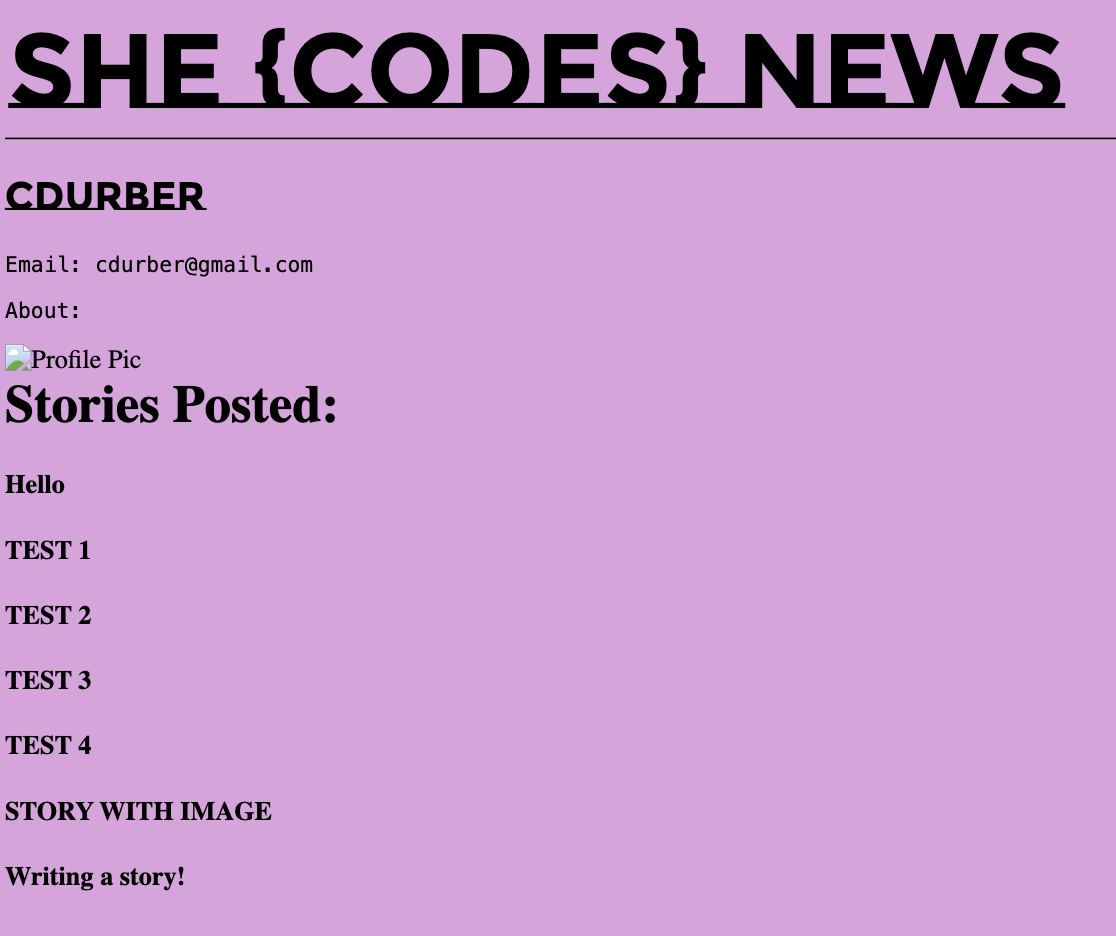 SHE {CODES} NEWS
CDURBER
Email: cdurber@gmail.com
About:
Profile Pic
Stories Posted:
Hello
TEST 1
TEST 2
TEST 3
TEST 4
STORY WITH IMAGE
Writing a story!